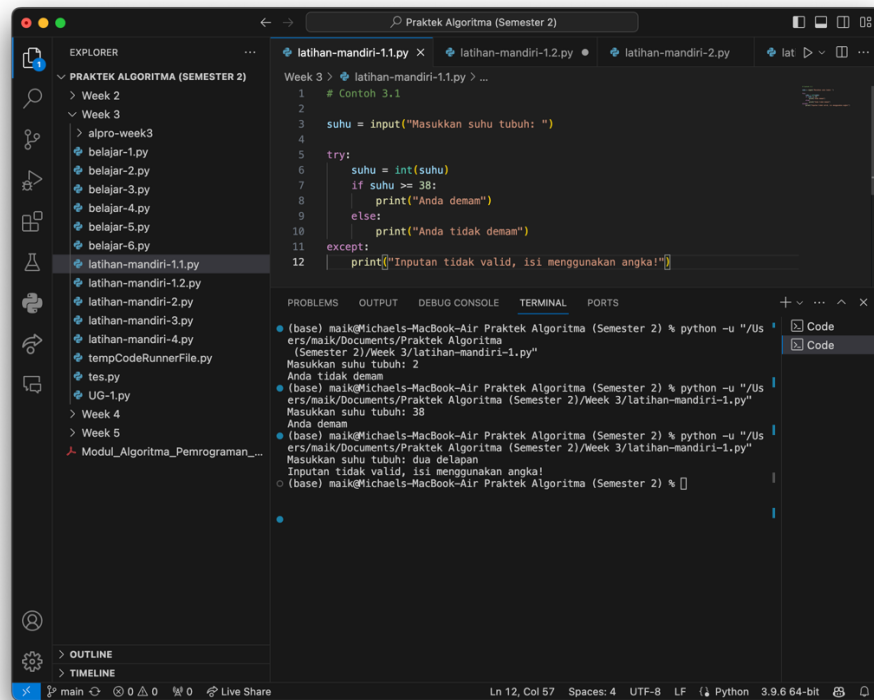 Praktek Algoritma (Semester 2)
EXPLORER
PRAKTEK ALGORITMA (SEMESTER 2)
Week 2
Week 3
alpro-week3
belajar-1.py
belajar-2.py
belajar-3.py
belajar-4.py
belajar-5.py
belajar-6.py
latihan-mandiri-1.1.py
latihan-mandiri-1.2.py
latihan-mandiri-2.py
latihan-mandiri-3.py
latihan-mandiri-4.py
tempCodeRunnerFile.py
tes.py
UG-1.py
Week 4
Week 5
Modul_Algoritma_Pemrograman_...
OUTLINE
TIMELINE
1
latihan-mandiri-1.1.py
latihan-mandiri-1.2.py
latihan-mandiri-2.py
lati
Week 3 > latihan-mandiri-1.1.py > ...
1 # Contoh 3.1
2
3 suhu = input("Masukkan suhu tubuh: ")
4
5 try:
6 suhu = int(suhu)
7 if suhu >= 38:
8 print("Anda demam")
9 else:
10 print("Anda tidak demam")
11 except:
12 print("Inputan tidak valid, isi menggunakan angka!")
PROBLEMS OUTPUT DEBUG CONSOLE TERMINAL PORTS
(base) maik@Michaels-MacBook-Air Praktek Algoritma (Semester 2) % python -u "/Us
ers/maik/Documents/Praktek Algoritma
(Semester 2)/Week 3/latihan-mandiri-1.py"
Masukkan suhu tubuh: 2
Anda tidak demam
(base) maik@Michaels-MacBook-Air Praktek Algoritma (Semester 2) % python -u "/Us
ers/maik/Documents/Praktek Algoritma (Semester 2)/Week 3/latihan-mandiri-1.py"
Masukkan suhu tubuh: 38
Anda demam
(base) maik@Michaels-MacBook-Air Praktek Algoritma (Semester 2) % python -u "/Us
ers/maik/Documents/Praktek Algoritma (Semester 2)/Week 3/latihan-mandiri-1.py"
Masukkan suhu tubuh: dua delapan
Inputan tidak valid, isi menggunakan angka!
(base) maik@Michaels-MacBook-Air Praktek Algoritma (Semester 2) %
Code
Code
main 0 0 0 Live Share Ln 12, Col 57 Spaces: 4 UTF-8 LF Python 3.9.6 64-bit